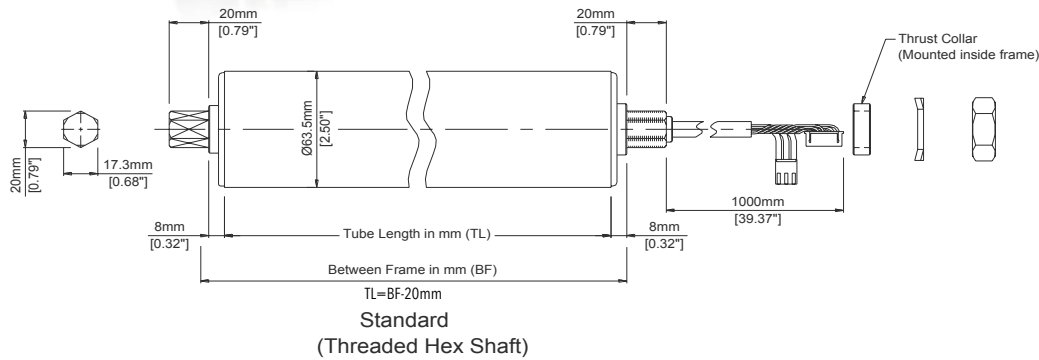 20mm
[0.79"]
20mm
[0.79"]
Thrust Collar
(Mounted inside frame)
20mm
[0.79"]
17.3mm
[0.68"]
Ø63.5mm
[2.50"]
1000mm
[39.37"]
8mm
[0.32"]
Tube Length in mm (TL)
8mm
[0.32"]
Between Frame in mm (BF)
TL=BF-20mm
Standard
(Threaded Hex Shaft)